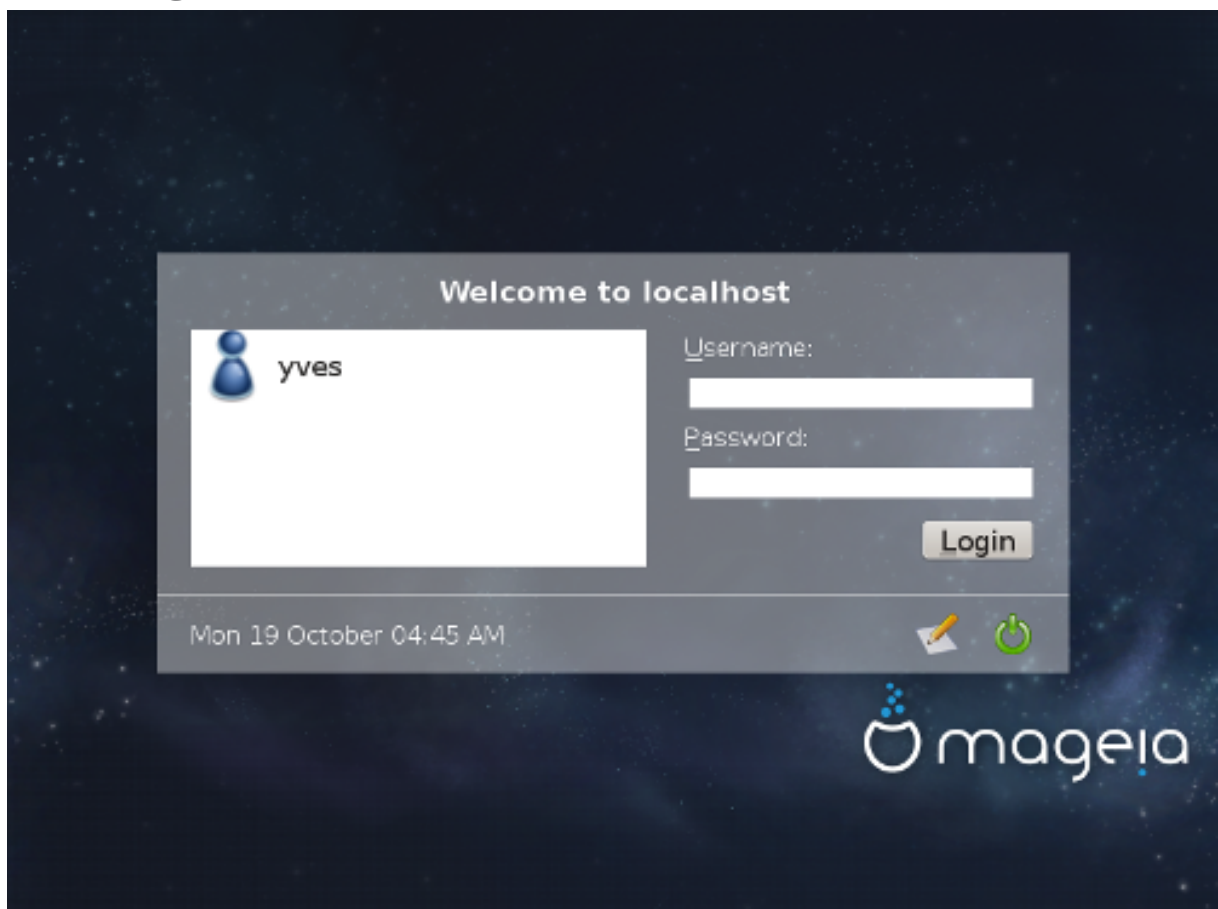 Welcome to localhost
yves
Username:
Password:
Login
Mon 19 October 04:45 AM
mageia